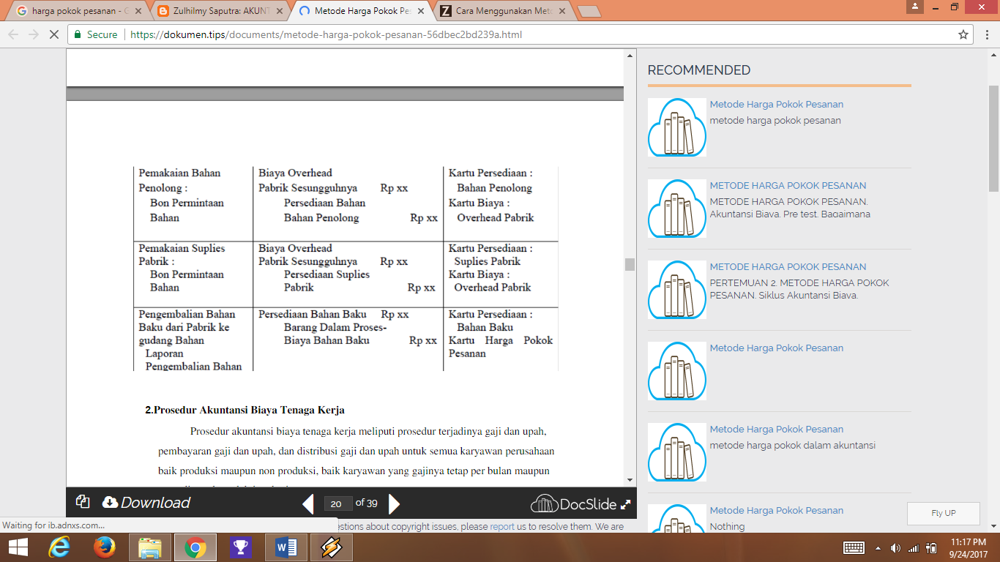 harga pokok pesanan - G
Zulhilmy Saputra: AKUNT
Metode Harga Pokok Pe
Cara Menggunakan Meto
Secure
https://dokumen.tips/documents/metode-harga-pokok-pesanan-56dbec2bd239a.html
Pemakaian Bahan
Penolong :
Bon Permintaan
Bahan
Biaya Overhead
Pabrik Sesungguhnya Rp xx
Persediaan Bahan
Bahan Penolong Rp xx
Kartu Persediaan :
Bahan Penolong
Kartu Biaya :
Overhead Pabrik
Pemakaian Suplies
Pabrik :
Bon Permintaan
Bahan
Biaya Overhead
Pabrik Sesungguhnya Rp xx
Persediaan Suplies
Pabrik Rp xx
Kartu Persediaan :
Suplies Pabrik
Kartu Biaya :
Overhead Pabrik
Pengembalian Bahan
Baku dari Pabrik ke
gudang Bahan
Laporan
Pengembalian Bahan
Persediaan Bahan Baku Rp xx
Barang Dalam Proses-
Biaya Bahan Baku Rp xx
Kartu Persediaan :
Bahan Baku
Kartu Harga Pokok
Pesanan
2.Prosedur Akuntansi Biaya Tenaga Kerja
Prosedur akuntansi biaya tenaga kerja meliputi prosedur terjadinya gaji dan upah,
pembayaran gaji dan upah, dan distribusi gaji dan upah untuk semua karyawan perusahaan
baik produksi maupun non produksi, baik karyawan yang gajinya tetap per bulan maupun
Download
20 of 39
DocSlide
RECOMMENDED
Metode Harga Pokok Pesanan
metode harga pokok pesanan
METODE HARGA POKOK PESANAN
METODE HARGA POKOK PESANAN.
Akuntansi Biaya. Pre test. Bagaimana
METODE HARGA POKOK PESANAN
PERTEMUAN 2. METODE HARGA POKOK
PESANAN. Siklus Akuntansi Biaya.
Metode Harga Pokok Pesanan
Metode Harga Pokok Pesanan
metode harga pokok dalam akuntansi
Metode Harga Pokok Pesanan
Nothing
Fly UP
Waiting for ib.adnxs.com...
estions about copyright issues, please report us to resolve them. We are
11:17 PM
9/24/2017